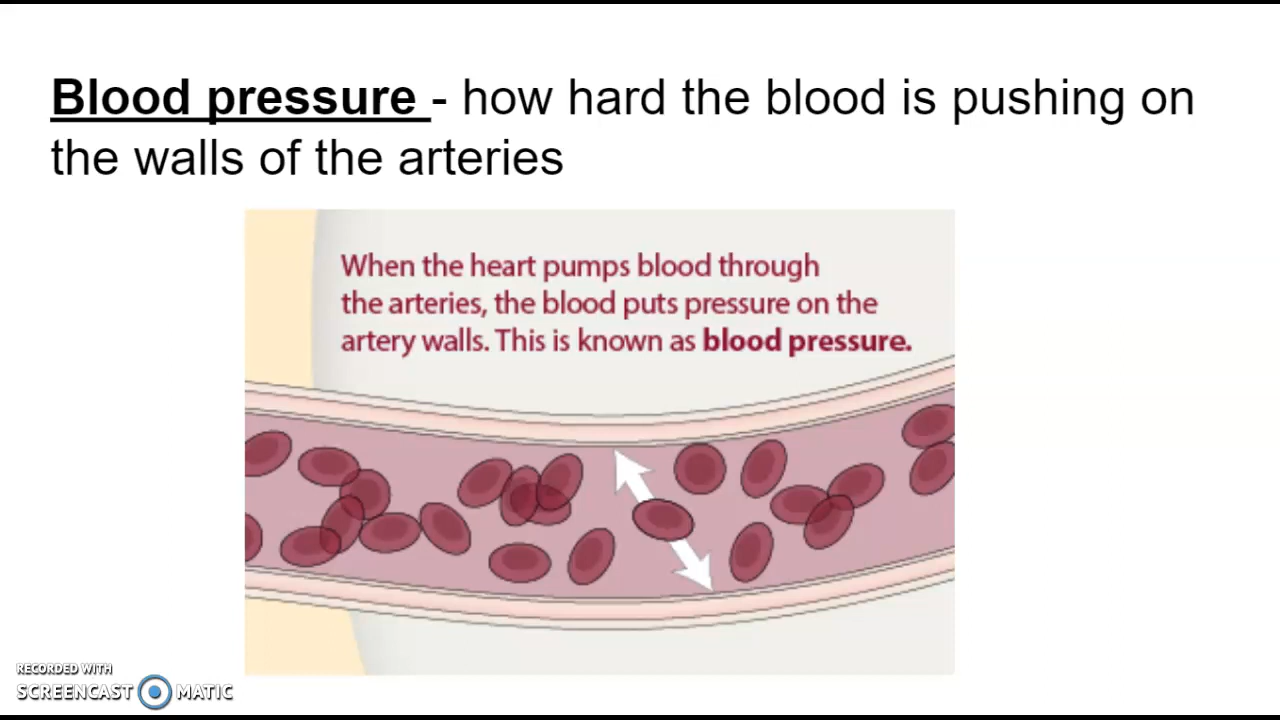 Blood pressure - how hard the blood is pushing on
the walls of the arteries
When the heart pumps blood through
the arteries, the blood puts pressure on the
artery walls. This is known as blood pressure.
RECORDED WITH
SCREENCAST MATIC